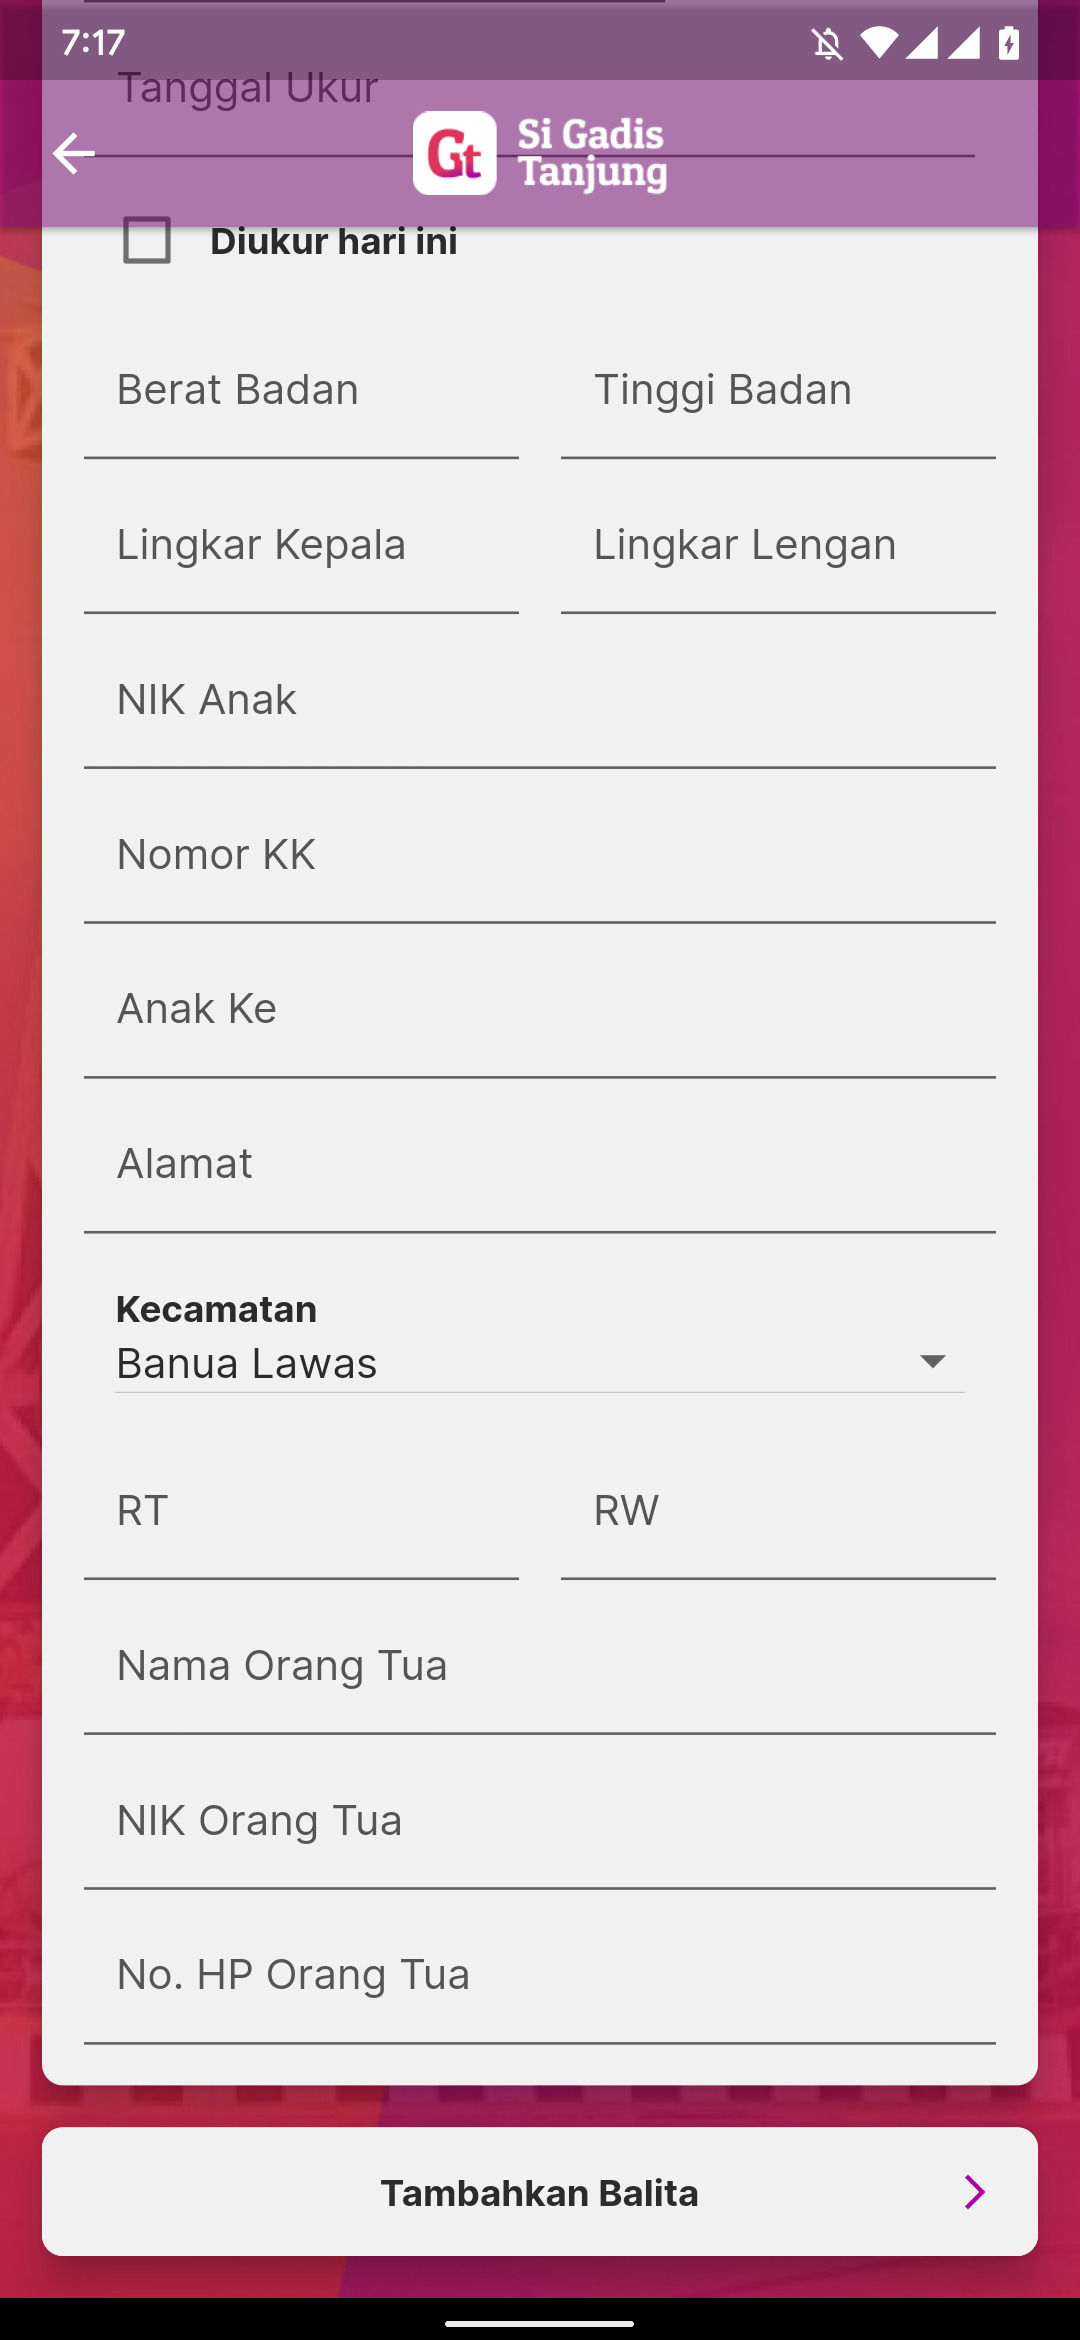 7:17
Tanggal Ukur
Gt
Si Gadis
Tanjung
Diukur hari ini
Berat Badan
Tinggi Badan
Lingkar Kepala
Lingkar Lengan
NIK Anak
Nomor KK
Anak Ke
Alamat
Kecamatan
Banua Lawas
RT
RW
Nama Orang Tua
NIK Orang Tua
No. HP Orang Tua
Tambahkan Balita